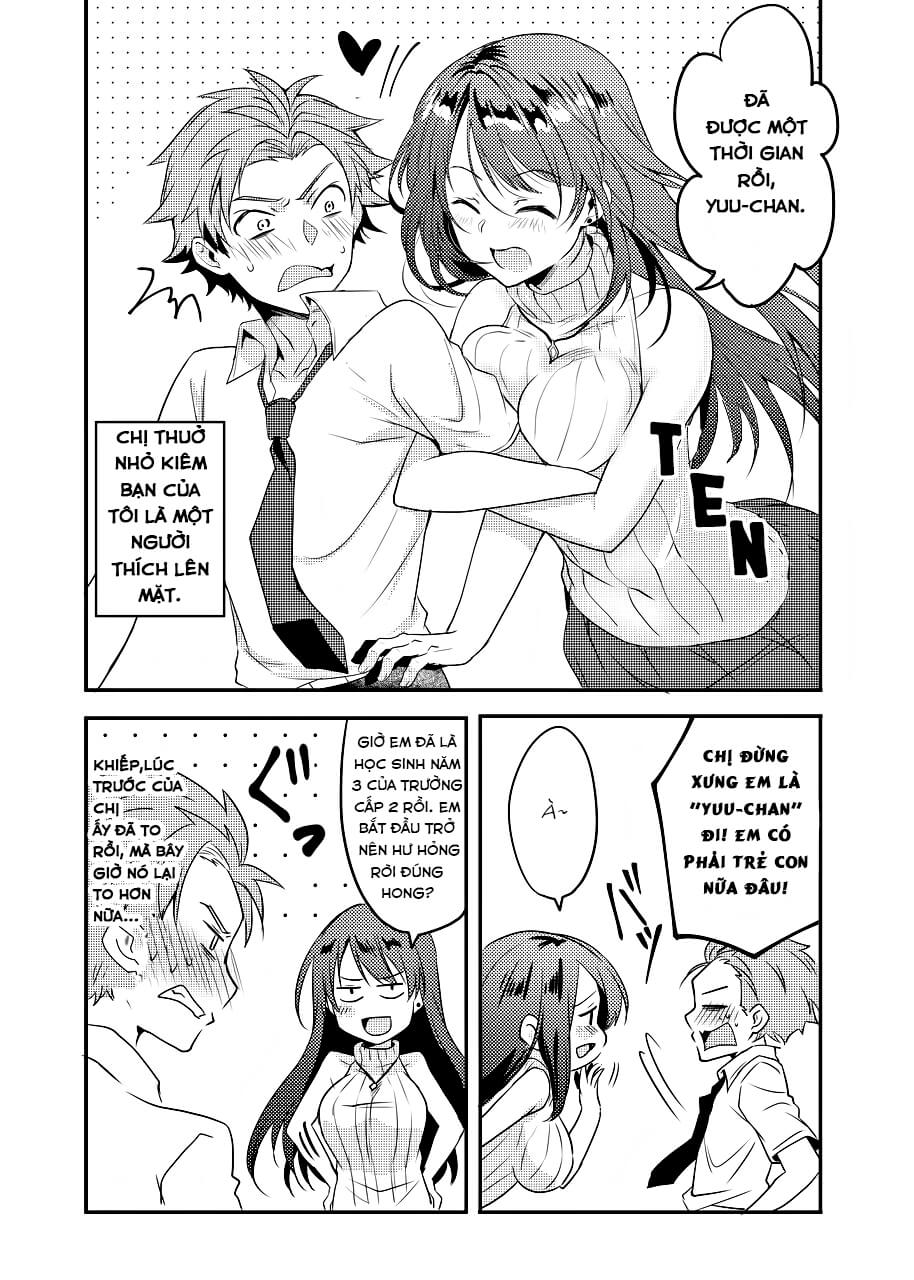 ĐÃ
ĐƯỢC MỘT
THỜI GIAN
RỒI,
YUU-CHAN.
CHỊ THUỞ
NHỎ KIÊM
BẠN CỦA
TÔI LÀ MỘT
NGƯỜI
THÍCH LÊN
MẶT.
TEN
CHỊ ĐỪNG
XƯNG EM LÀ
"YUU-CHAN"
ĐI! EM CÓ
PHẢI TRẺ CON
NỮA ĐÂU!
À~
GIỜ EM ĐÃ LÀ
HỌC SINH NĂM
3 CỦA TRƯỜNG
CẤP 2 RỒI. EM
BẮT ĐẦU TRỞ
NÊN HƯ HỎNG
RỜI ĐÚNG
HONG?
KHIẾP,LÚC
TRƯỚC CỦA
CHỊ
ẤY ĐÃ TO
RỒI, MÀ BÂY
GIỜ NÓ LẠI
TO HƠN
NỮA...
ぐっ